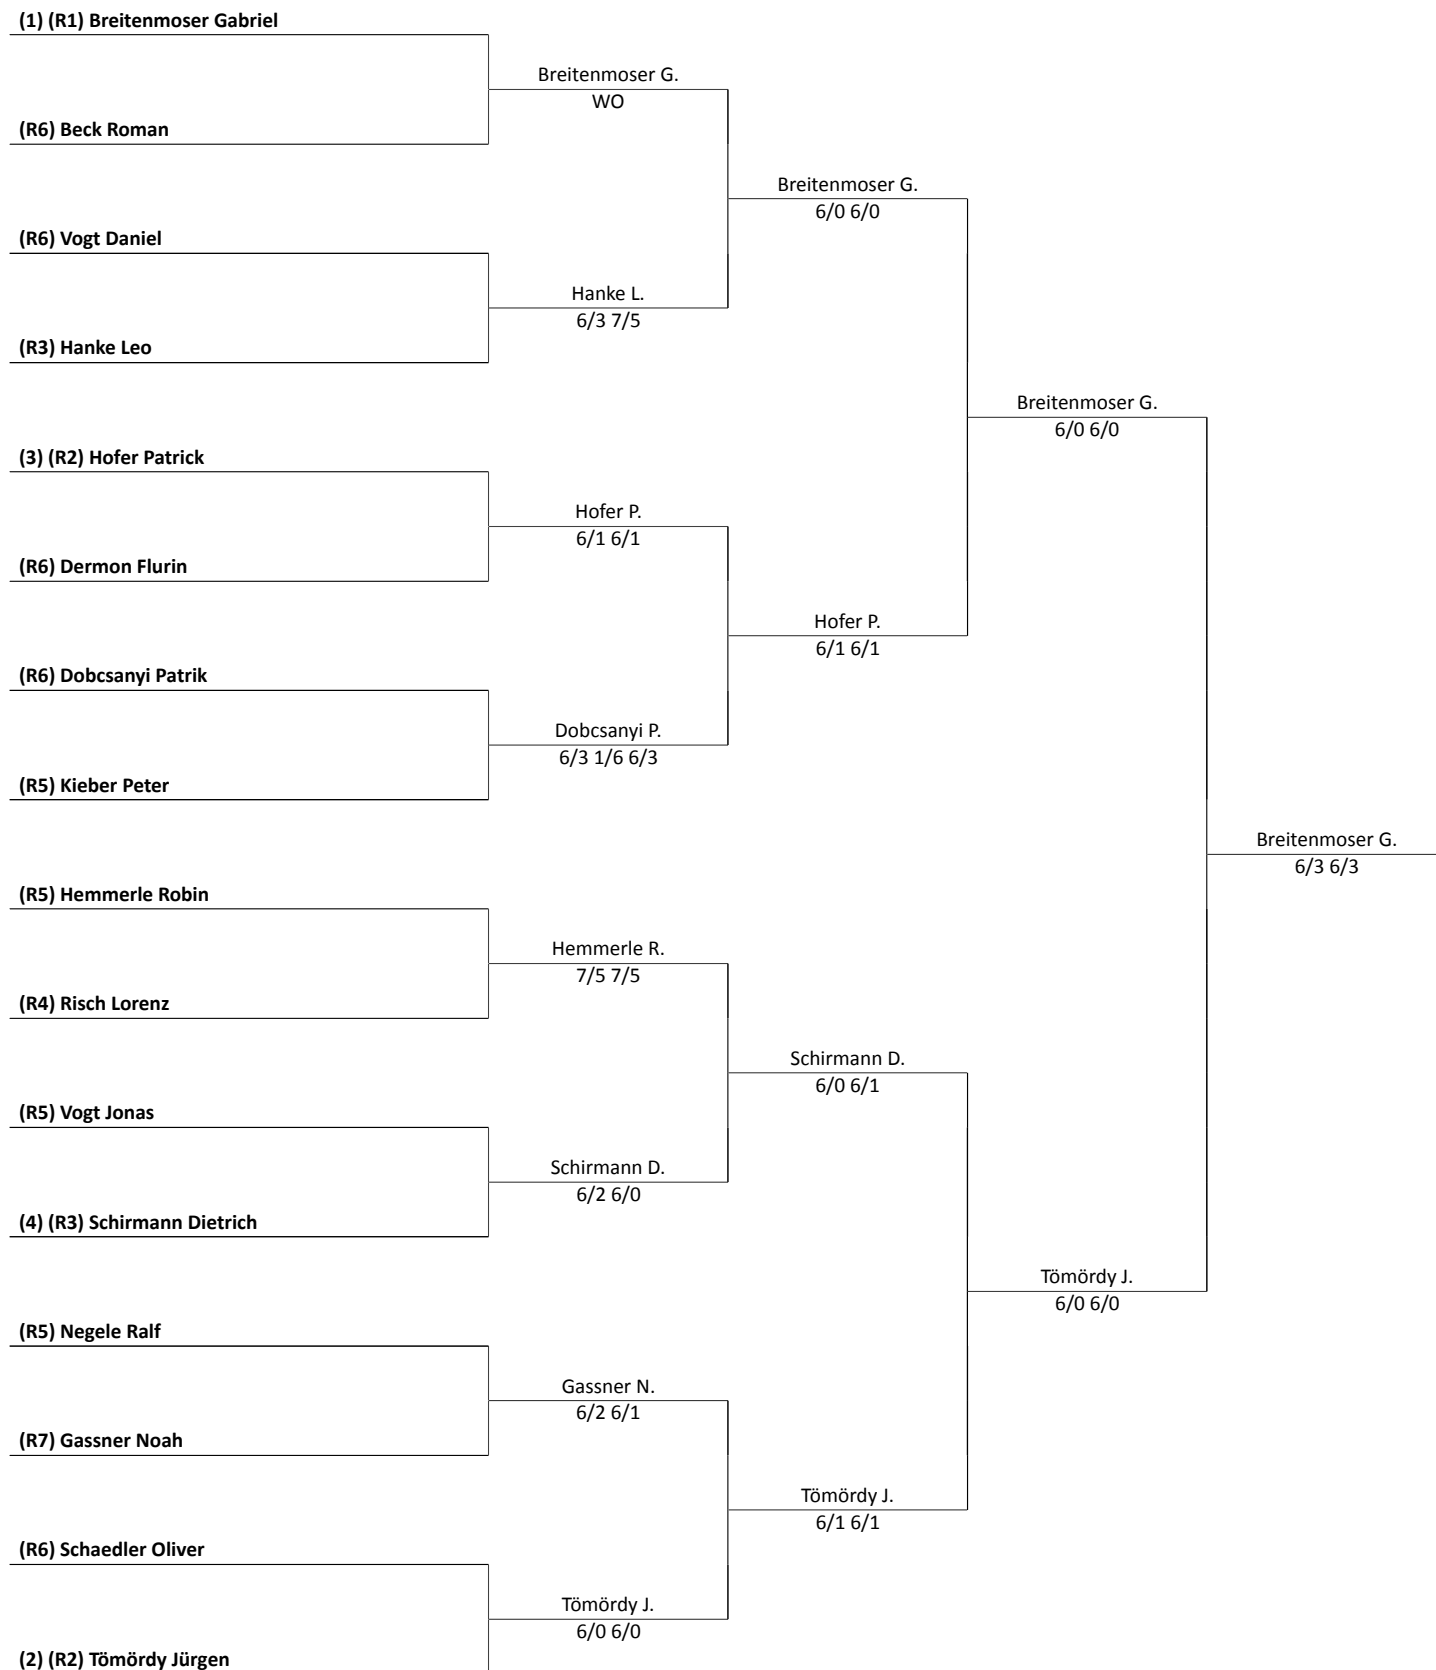 (1) (R1) Breitenmoser Gabriel
Breitenmoser G.
WO
(R6) Beck Roman
Breitenmoser G.
6/0 6/0
(R6) Vogt Daniel
Hanke L.
6/3 7/5
(R3) Hanke Leo
Breitenmoser G.
6/0 6/0
(3) (R2) Hofer Patrick
Hofer P.
6/1 6/1
(R6) Dermon Flurin
Hofer P.
6/1 6/1
(R6) Dobcsanyi Patrik
Dobcsanyi P.
6/3 1/6 6/3
(R5) Kieber Peter
Breitenmoser G.
6/3 6/3
(R5) Hemmerle Robin
Hemmerle R.
7/5 7/5
(R4) Risch Lorenz
Schirmann D.
6/0 6/1
(R5) Vogt Jonas
Schirmann D.
6/2 6/0
(4) (R3) Schirmann Dietrich
Tömördy J.
6/0 6/0
(R5) Negele Ralf
Gassner N.
6/2 6/1
(R7) Gassner Noah
Tömördy J.
6/1 6/1
(R6) Schaedler Oliver
Tömördy J.
6/0 6/0
(2) (R2) Tömördy Jürgen